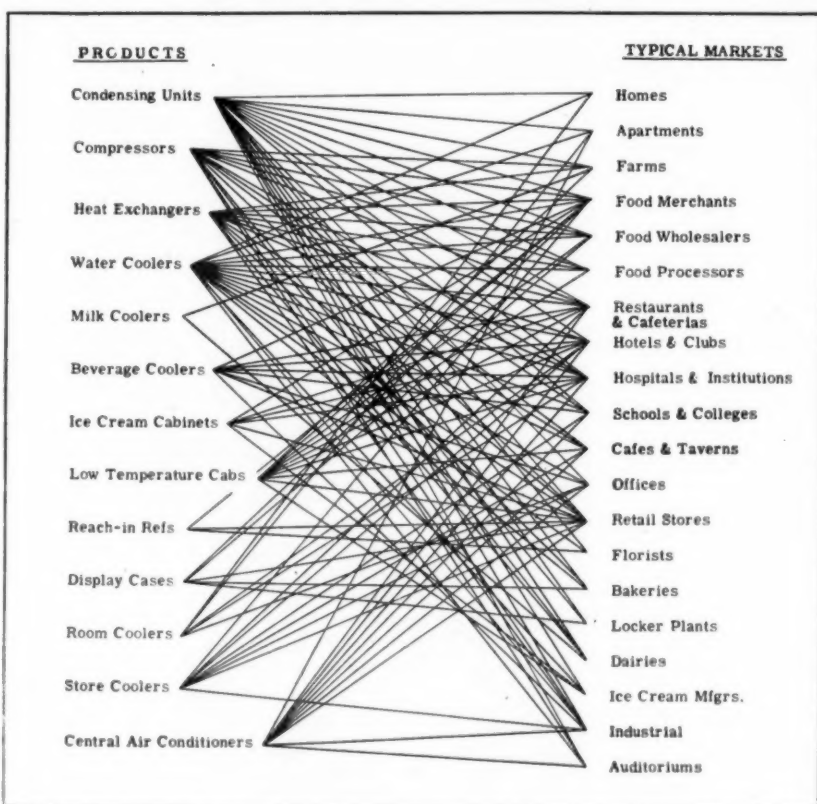 PRODUCTS
Condensing Units
Compressors
Heat Exchangers
Water Coolers
Milk Coolers
Beverage Coolers
Ice Cream Cabinets
Low Temperature Cabs
Reach-in Refs
Display Cases
Room Coolers
Store Coolers
Central Air Conditioners
TYPICAL MARKETS
Homes
Apartments
Farms
Food Merchants
Food Wholesalers
Food Processors
Restaurants
& Cafeterias
Hotels & Clubs
Hospitals & Institutions
Schools & Colleges
Cafes & Taverns
Offices
Retail Stores
Florists
Bakeries
Locker Plants
Dairies
Ice Cream Mfgrs.
Industrial
Auditoriums